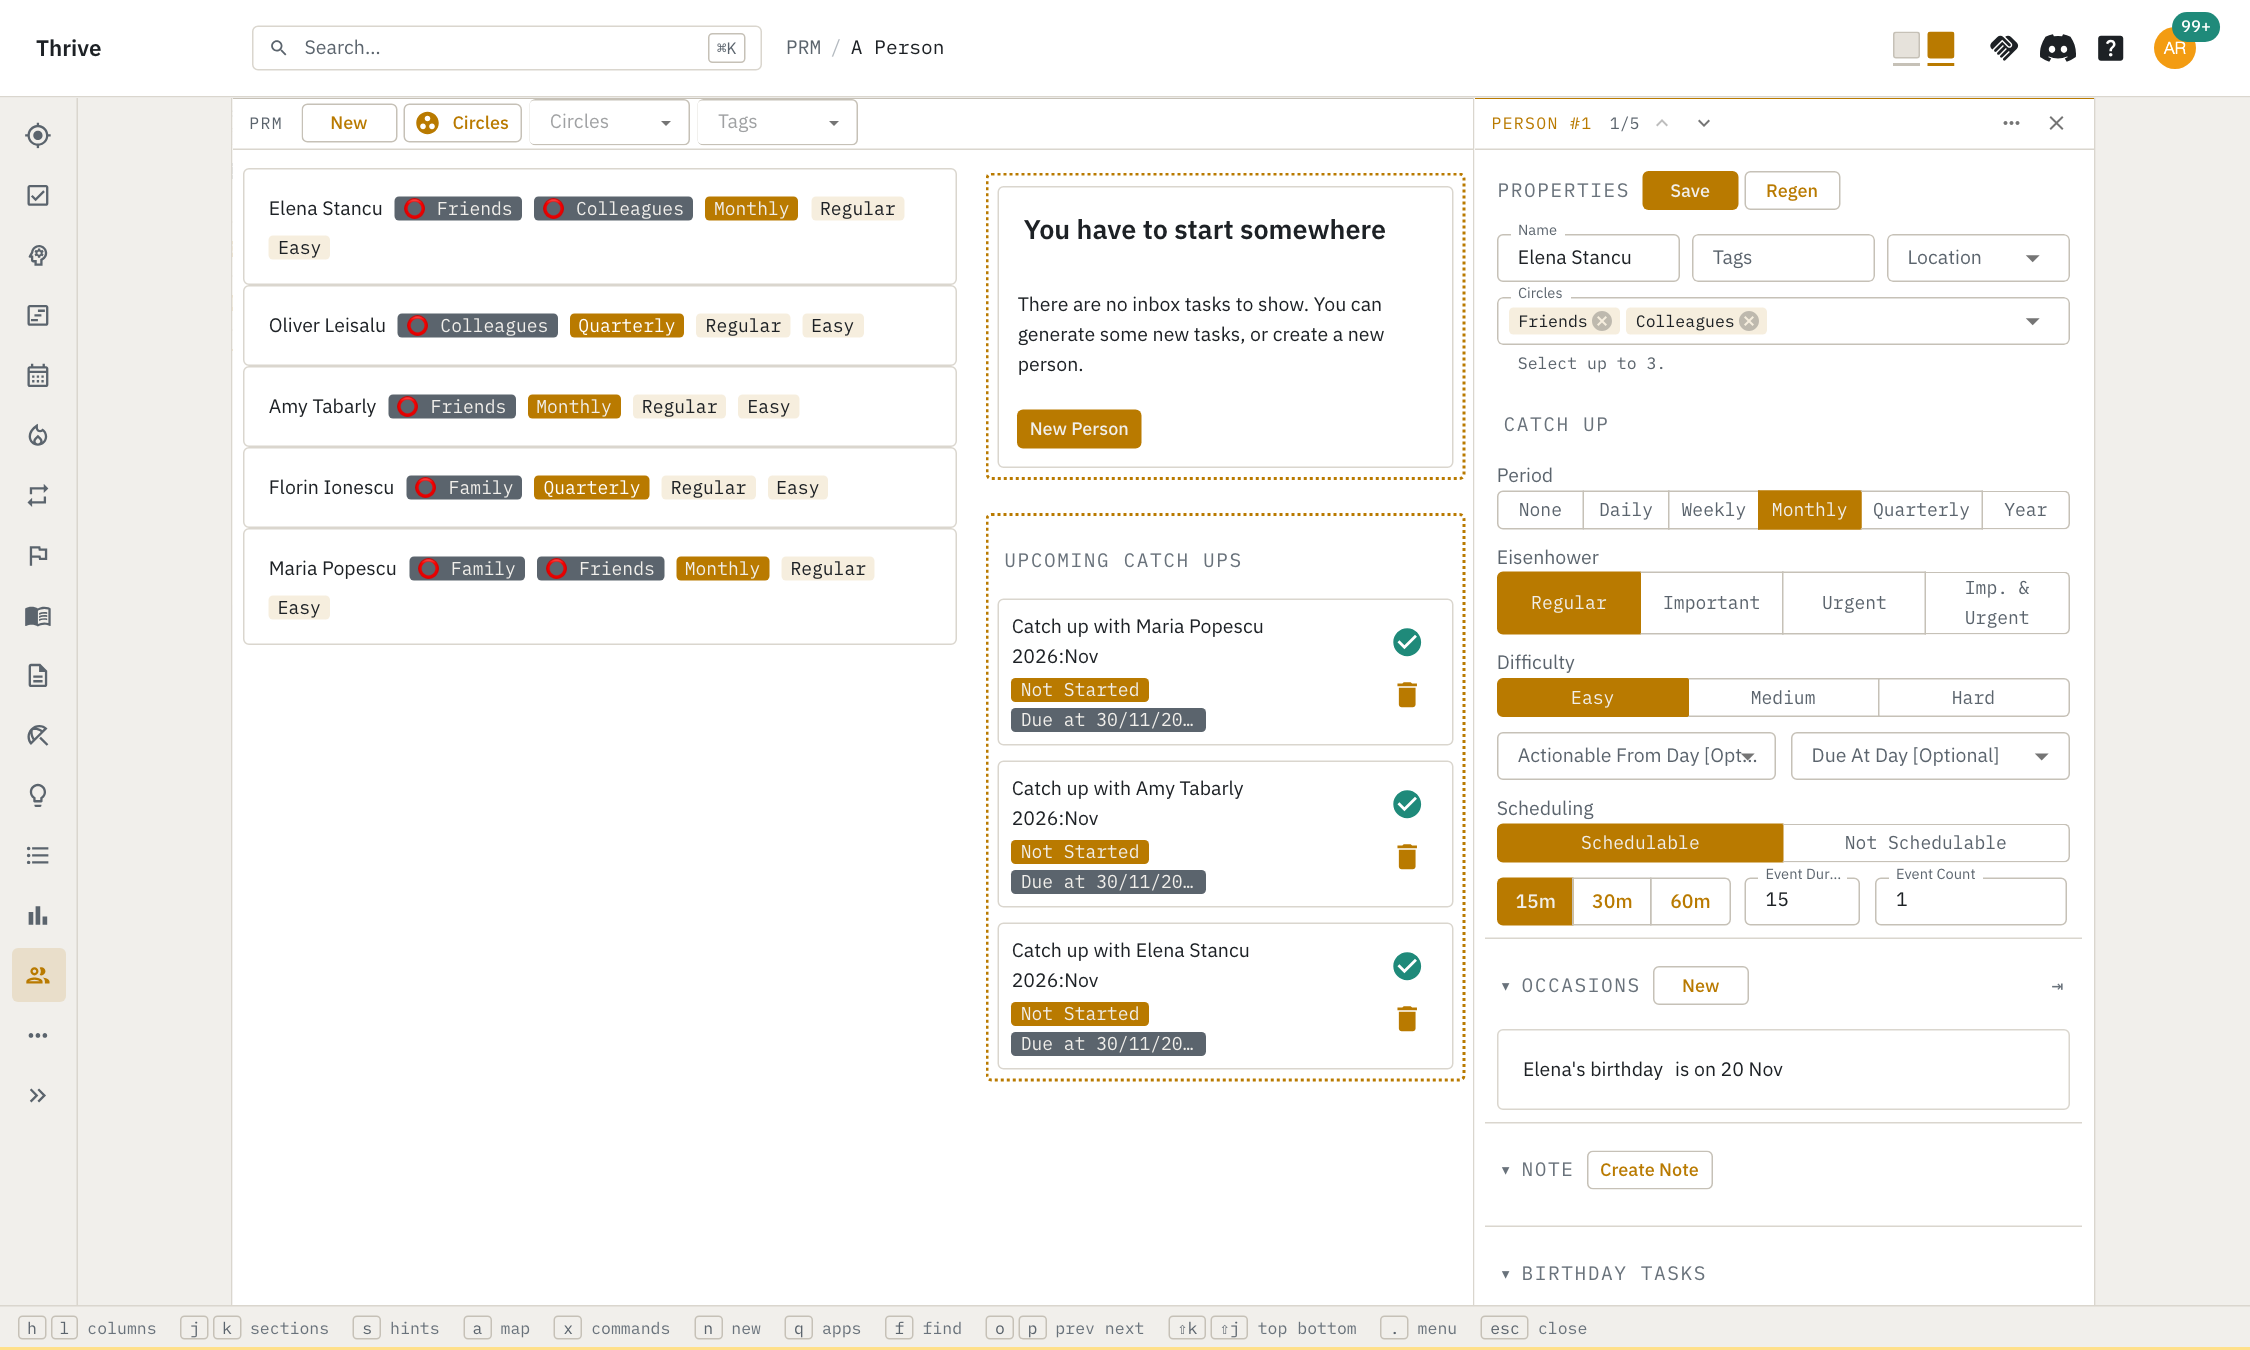 Thrive
Search...
⌘K
PRM / A Person
99+
AR
PRM
New
Circles
Circles
Tags
PERSON #1 1/5
Elena Stancu Friends Colleagues Monthly Regular
Easy
Oliver Leisalu Colleagues Quarterly Regular Easy
Amy Tabarly Friends Monthly Regular Easy
Florin Ionescu Family Quarterly Regular Easy
Maria Popescu Family Friends Monthly Regular
Easy
You have to start somewhere
There are no inbox tasks to show. You can
generate some new tasks, or create a new
person.
New Person
UPCOMING CATCH UPS
Catch up with Maria Popescu
2026:Nov
Not Started
Due at 30/11/20…
Catch up with Amy Tabarly
2026:Nov
Not Started
Due at 30/11/20…
Catch up with Elena Stancu
2026:Nov
Not Started
Due at 30/11/20…
PROPERTIES Save Regen
Name
Elena Stancu
Tags
Location
Circles
Friends Colleagues
Select up to 3.
CATCH UP
Period
None Daily Weekly Monthly Quarterly Year
Eisenhower
Regular Important Urgent Imp. &
Urgent
Difficulty
Easy Medium Hard
Actionable From Day [Opt…
Due At Day [Optional]
Scheduling
Schedulable Not Schedulable
15m 30m 60m
Event Dur…
15
Event Count
1
OCCASIONS New
Elena's birthday is on 20 Nov
NOTE Create Note
BIRTHDAY TASKS
h l columns j k sections s hints a map x commands n new q apps f find o p prev next ⇧k ⇧j top bottom . menu esc close